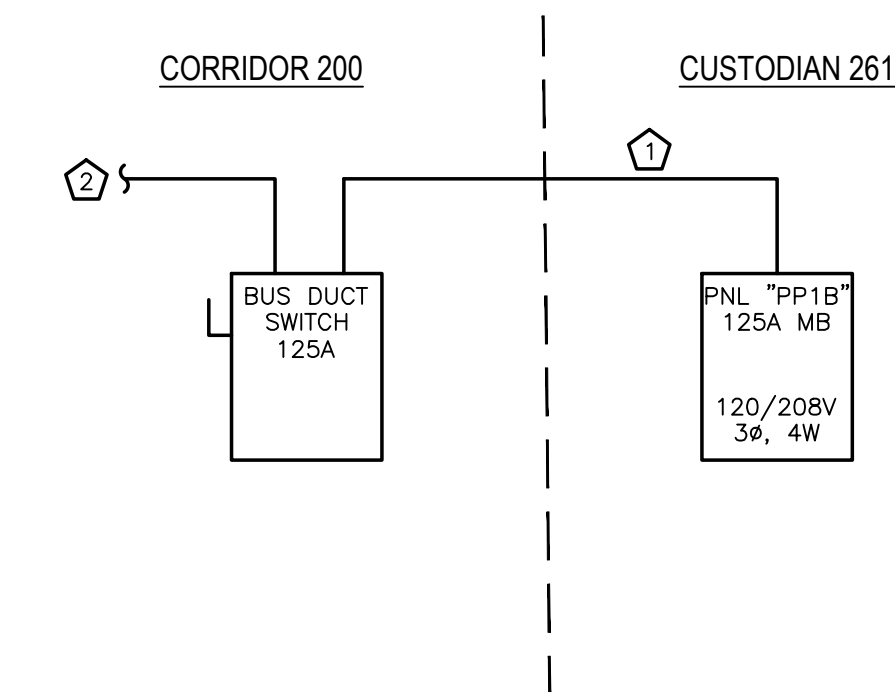 CORRIDOR 200
CUSTODIAN 261
1
2
BUS DUCT
SWITCH
125A
PNL "PP1B"
125A MB
120/208V
3ø, 4W